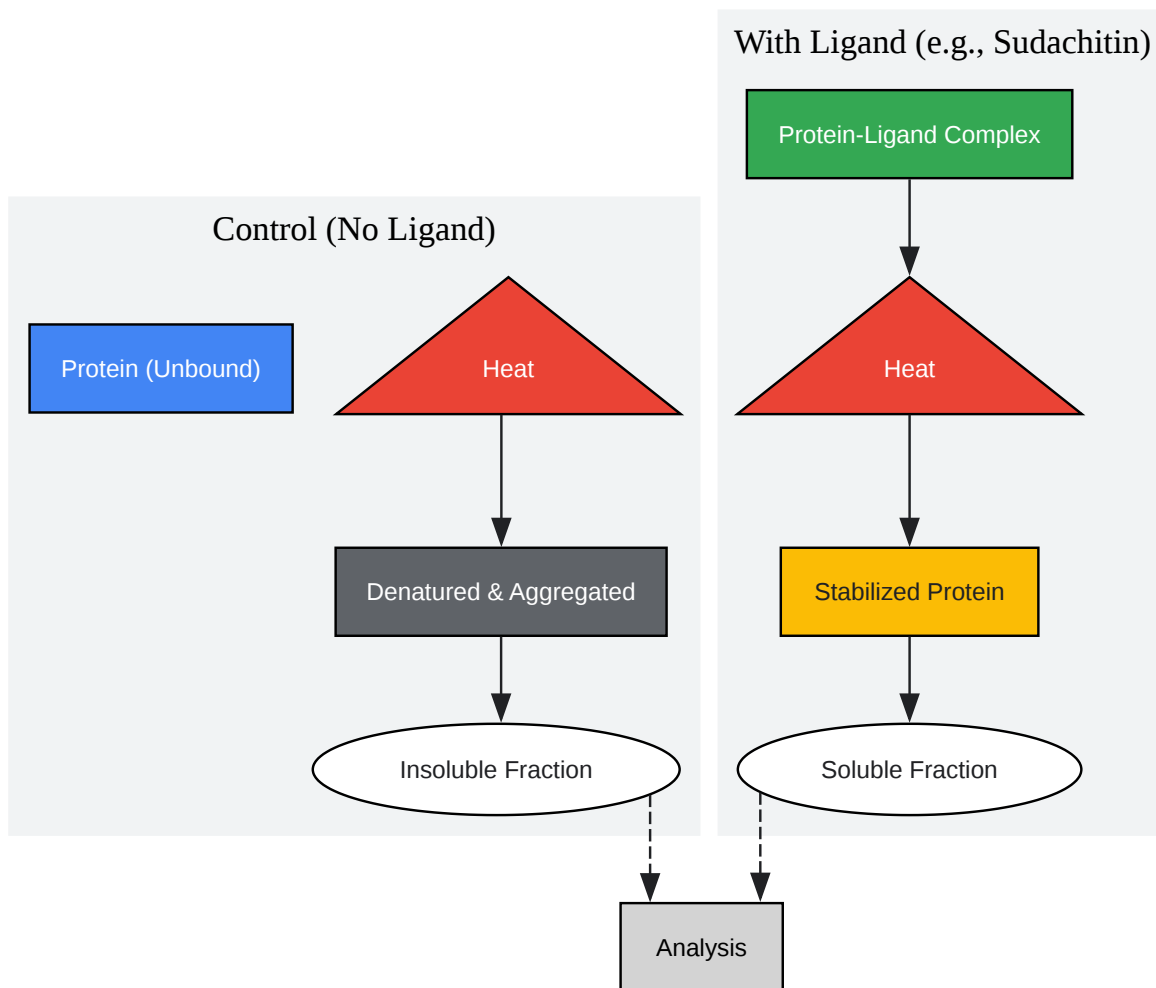 With Ligand (e.g., Sudachitin)
Protein-Ligand Complex
Control (No Ligand)
Protein (Unbound)
Heat
Heat
Denatured & Aggregated
Stabilized Protein
Insoluble Fraction
Soluble Fraction
Analysis